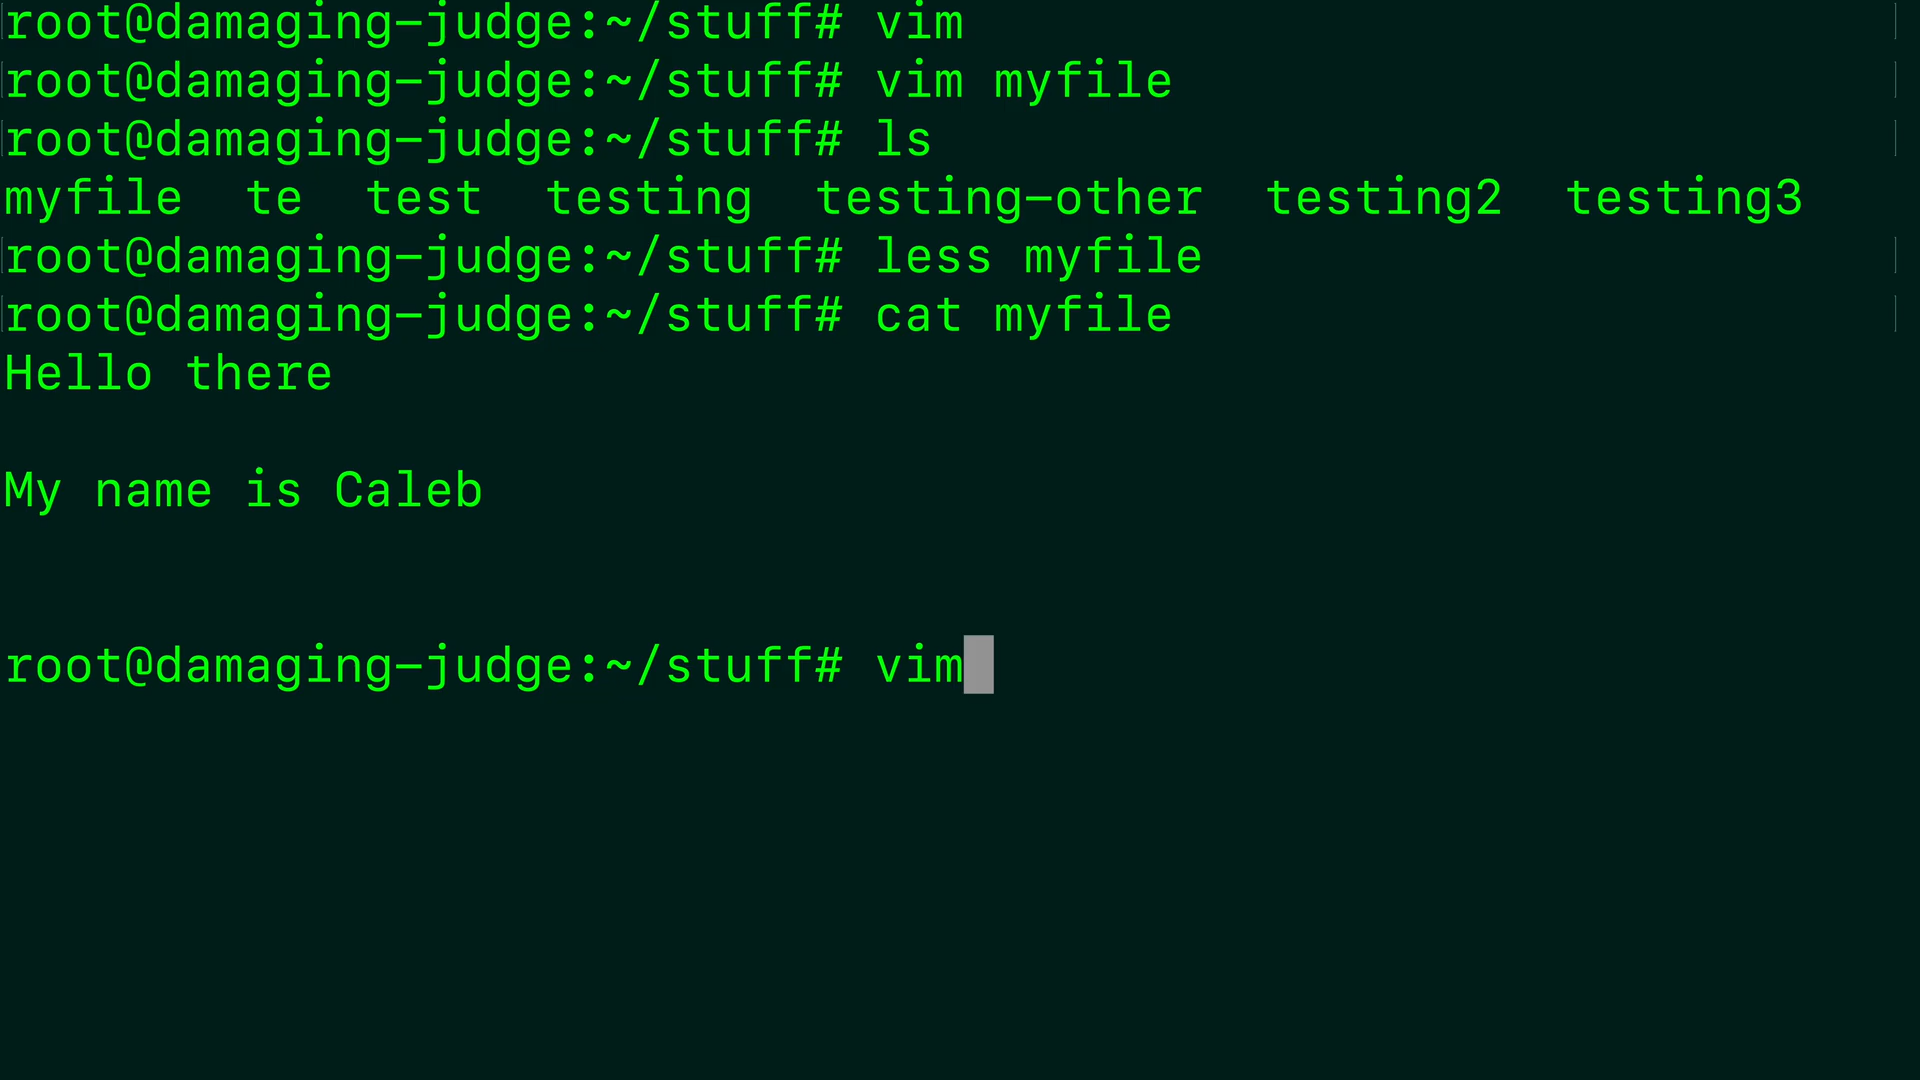 root@damaging-judge:~/stuff# vim
root@damaging-judge:~/stuff# vim myfile
root@damaging-judge:~/stuff# ls
myfile  te  test  testing  testing-other  testing2  testing3
root@damaging-judge:~/stuff# less myfile
root@damaging-judge:~/stuff# cat myfile
Hello there
My name is Caleb
root@damaging-judge:~/stuff# vim